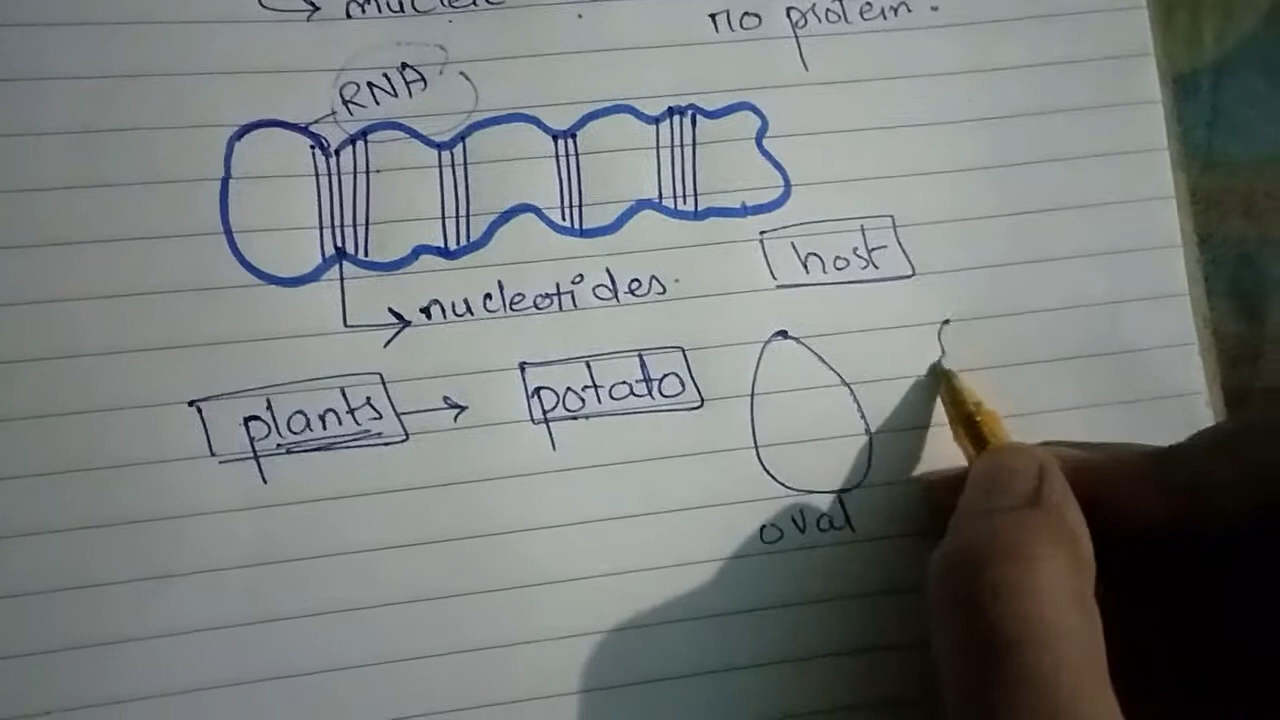 no protein.
RNA
host
nucleotides.
plants → potato
oval